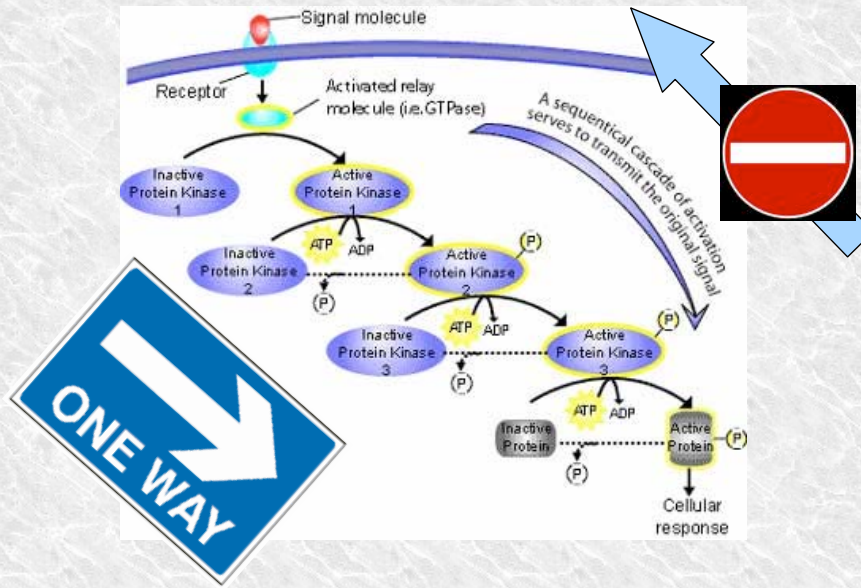 Signal molecule
Receptor
Activated relay
molecule (i.e.GTPase)
A sequentical cascade of activation
serves to transmit the original signal
Inactive
Protein Kinase
1
Active
Protein Kinase
1
ATP
ADP
Inactive
Protein Kinase
2
Active
Protein Kinase
2
P
P
ATP
ADP
Inactive
Protein Kinase
3
Active
Protein Kinase
3
P
P
ATP
ADP
Inactive
Protein
Active
Protein
P
P
Cellular
response
ONE WAY